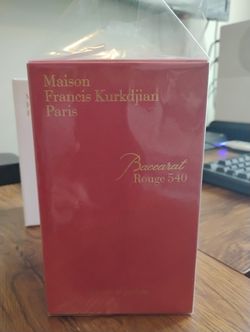 Maison
Francis Kurkdjian
Paris
Baccarat
Rouge 540